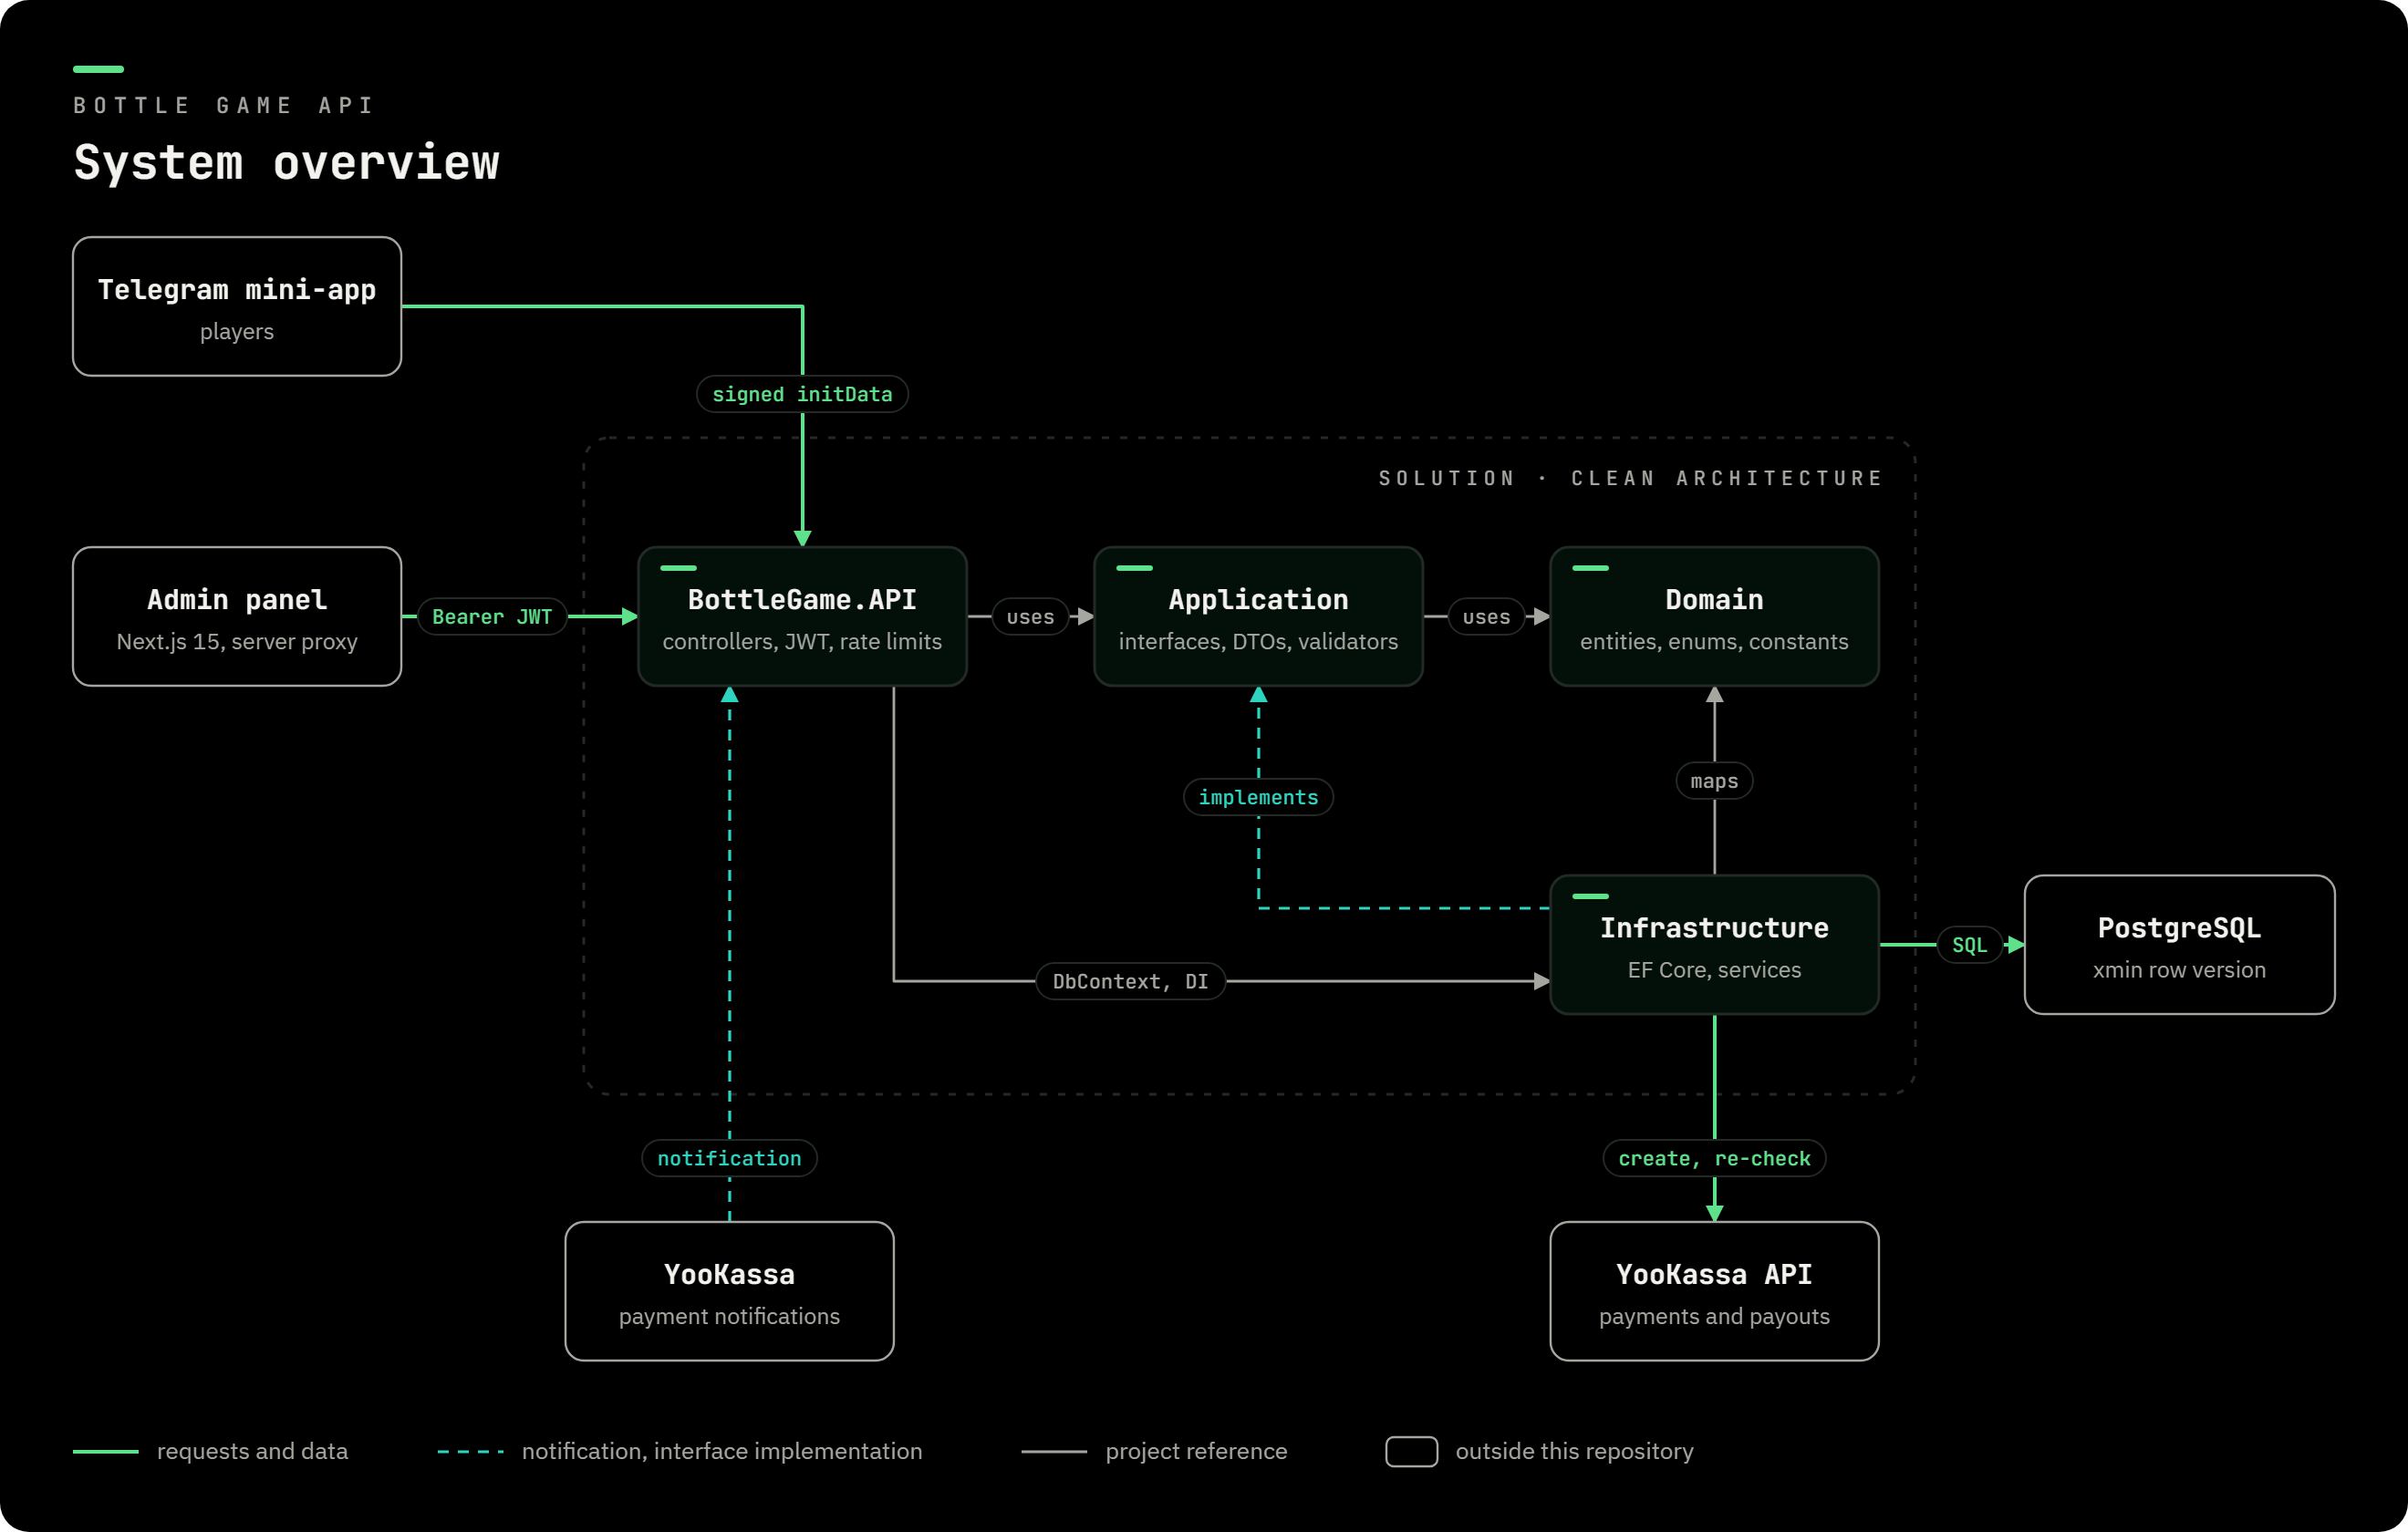 BOTTLE GAME API
System overview
Telegram mini-app
players
signed initData
SOLUTION · CLEAN ARCHITECTURE
Admin panel
Next.js 15, server proxy
Bearer JWT
BottleGame.API
controllers, JWT, rate limits
uses
Application
interfaces, DTOs, validators
uses
Domain
entities, enums, constants
implements
maps
Infrastructure
EF Core, services
SQL
PostgreSQL
xmin row version
DbContext, DI
notification
create, re-check
YooKassa
payment notifications
YooKassa API
payments and payouts
requests and data
notification, interface implementation
project reference
outside this repository